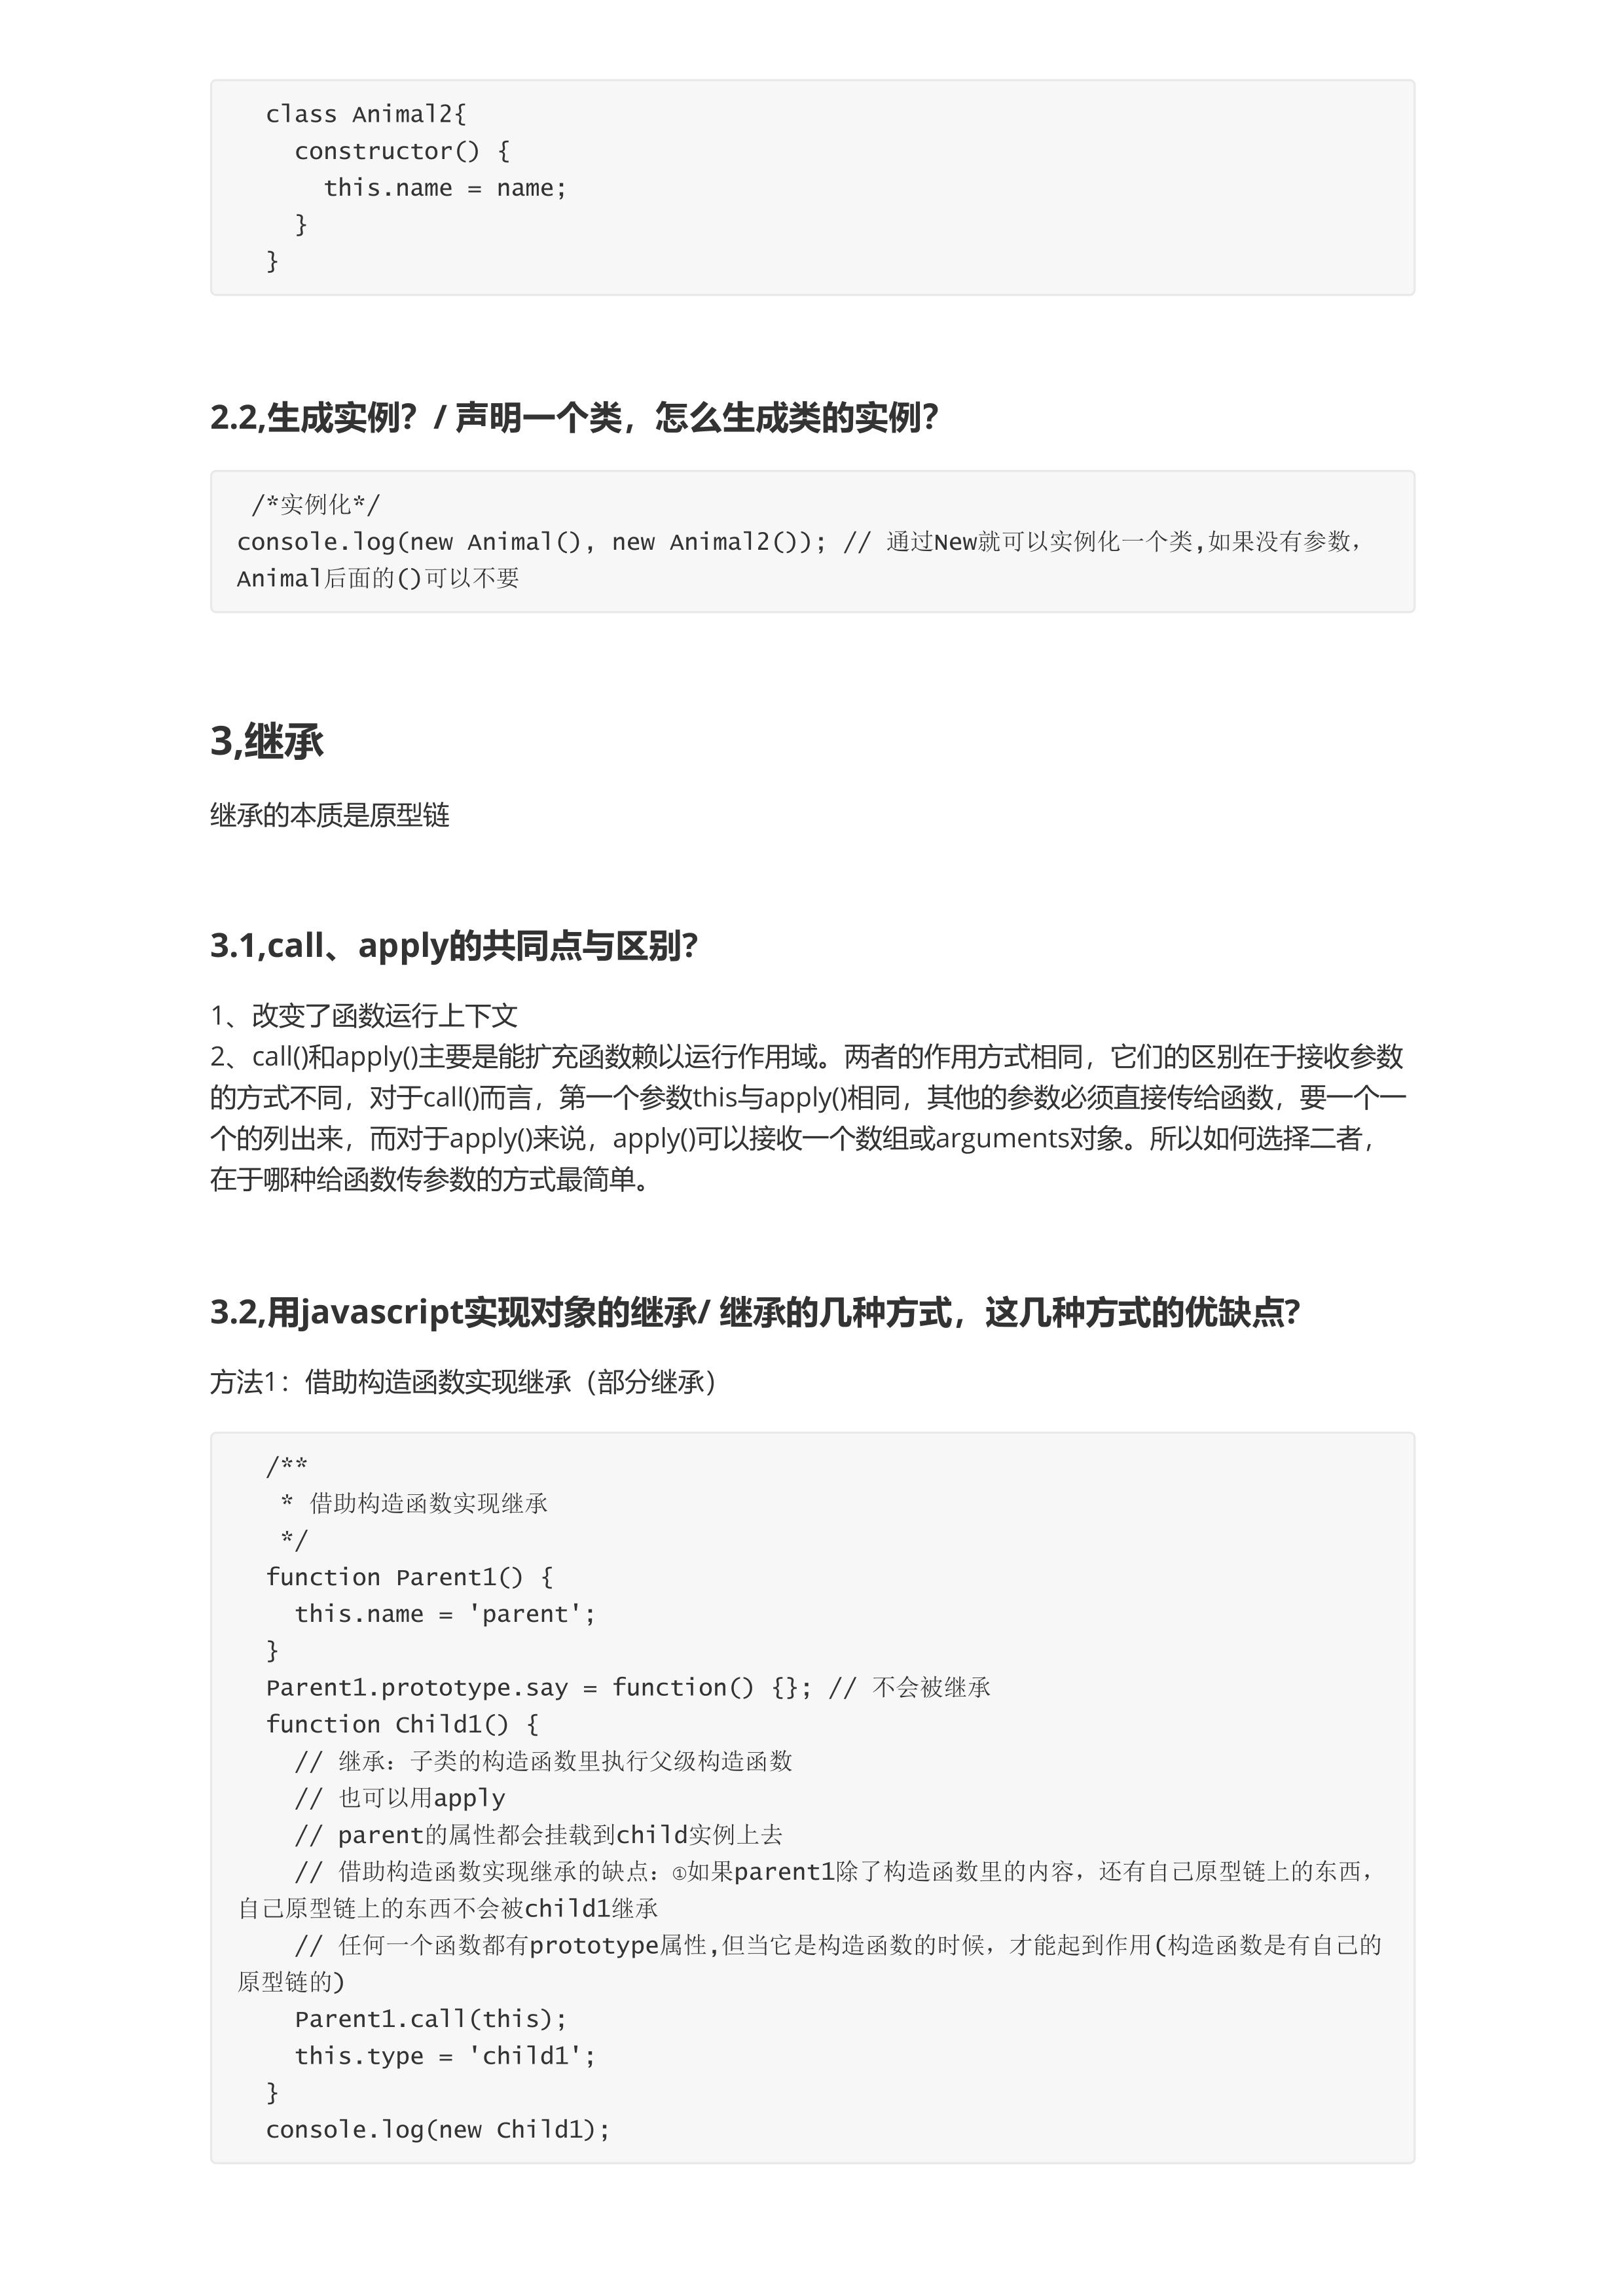 class Animal2{
constructor() {
this.name = name;
}
}
2.2,生成实例？/ 声明一个类，怎么生成类的实例？
/*实例化*/
console.log(new Animal(), new Animal2()); // 通过New就可以实例化一个类,如果没有参数，
Animal后面的()可以不要
3,继承
继承的本质是原型链
3.1,call、apply的共同点与区别？
1、改变了函数运行上下文
2、call()和apply()主要是能扩充函数赖以运行作用域。两者的作用方式相同，它们的区别在于接收参数
的方式不同，对于call()而言，第一个参数this与apply()相同，其他的参数必须直接传给函数，要一个一
个的列出来，而对于apply()来说，apply()可以接收一个数组或arguments对象。所以如何选择二者，
在于哪种给函数传参数的方式最简单。
3.2,用javascript实现对象的继承/ 继承的几种方式，这几种方式的优缺点？
方法1：借助构造函数实现继承（部分继承）
/**
* 借助构造函数实现继承
*/
function Parent1() {
this.name = 'parent';
}
Parent1.prototype.say = function() {}; // 不会被继承
function Child1() {
// 继承：子类的构造函数里执行父级构造函数
// 也可以用apply
// parent的属性都会挂载到child实例上去
// 借助构造函数实现继承的缺点：①如果parent1除了构造函数里的内容，还有自己原型链上的东西，
自己原型链上的东西不会被child1继承
// 任何一个函数都有prototype属性,但当它是构造函数的时候，才能起到作用(构造函数是有自己的
原型链的)
Parent1.call(this);
this.type = 'child1';
}
console.log(new Child1);